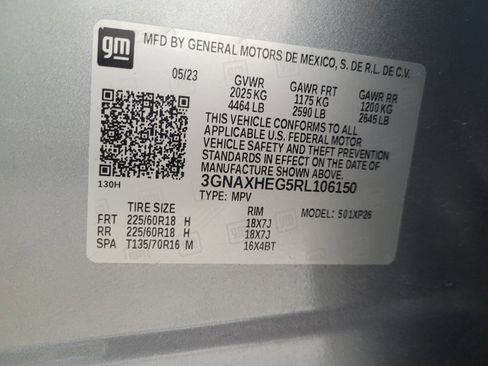 gm
MFD BY GENERAL MOTORS DE MEXICO, S. DE R.L. DE C.V.
05/23 GVWR GAWR FRT GAWR RR
2025 KG 1175 KG 1200 KG
4464 LB 2590 LB 2645 LB
THIS VEHICLE CONFORMS TO ALL
APPLICABLE U.S. FEDERAL MOTOR
VEHICLE SAFETY AND THEFT PREVENTION
STANDARDS IN EFFECT ON THE DATE OF
MANUFACTURE SHOWN ABOVE.
130H 3GNAXHEG5RL106150
TYPE: MPV
TIRE SIZE RIM MODEL: 501XP26
FRT 225/60R18 H 18X7J
RR 225/60R18 H 18X7J
SPA T135/70R16 M 16X4BT